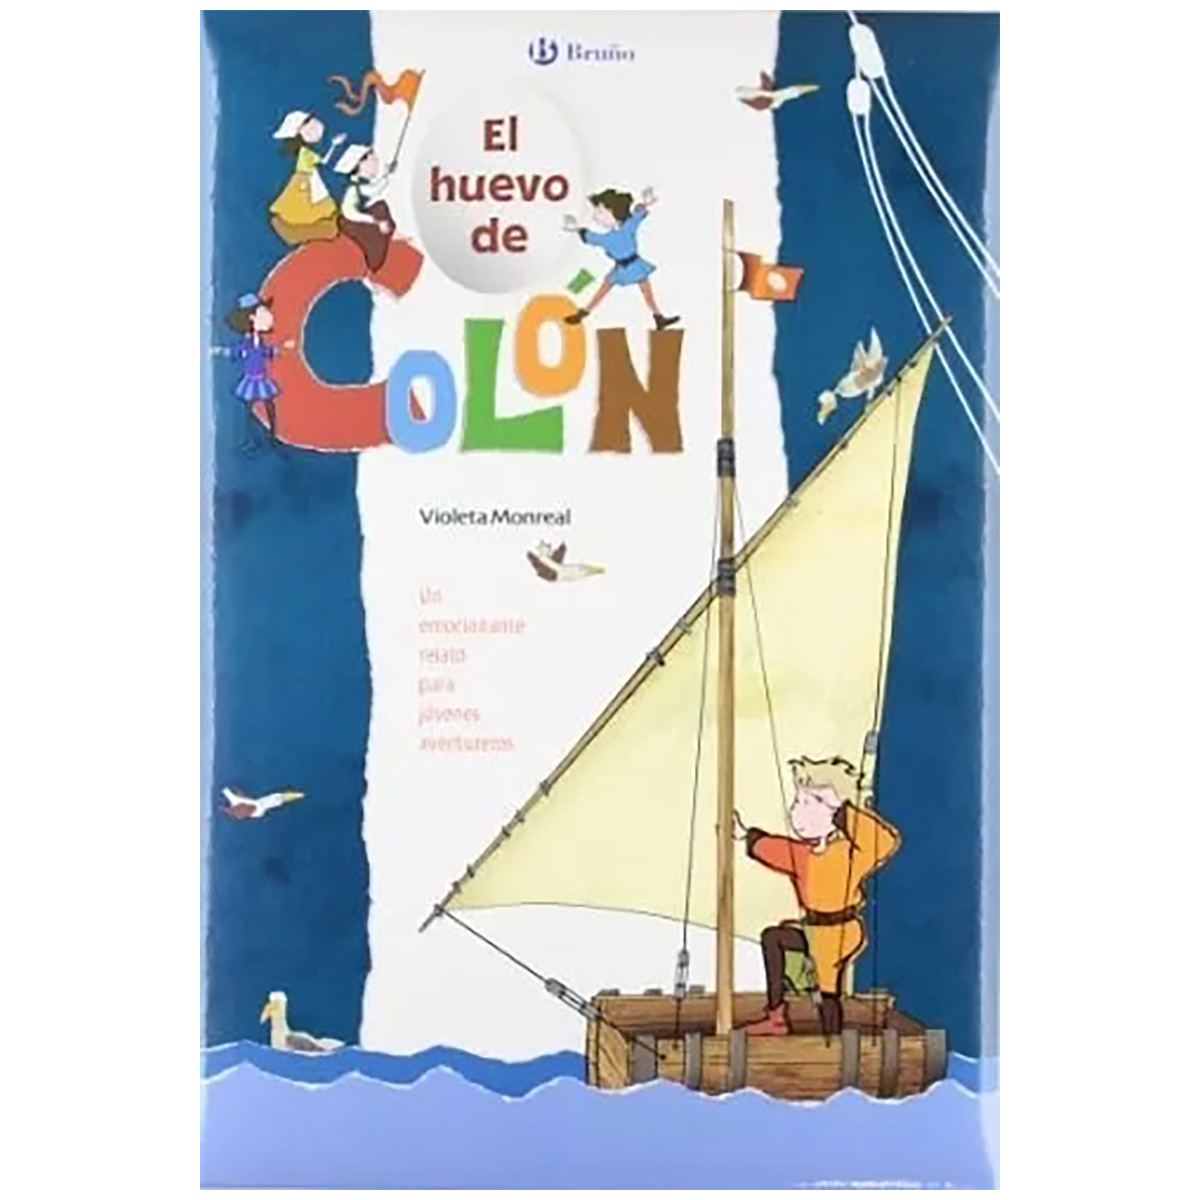 Bruño
El
huevo
de
COLÓN
Violeta Monreal
Un
emocionante
relato
para
jóvenes
aventureros